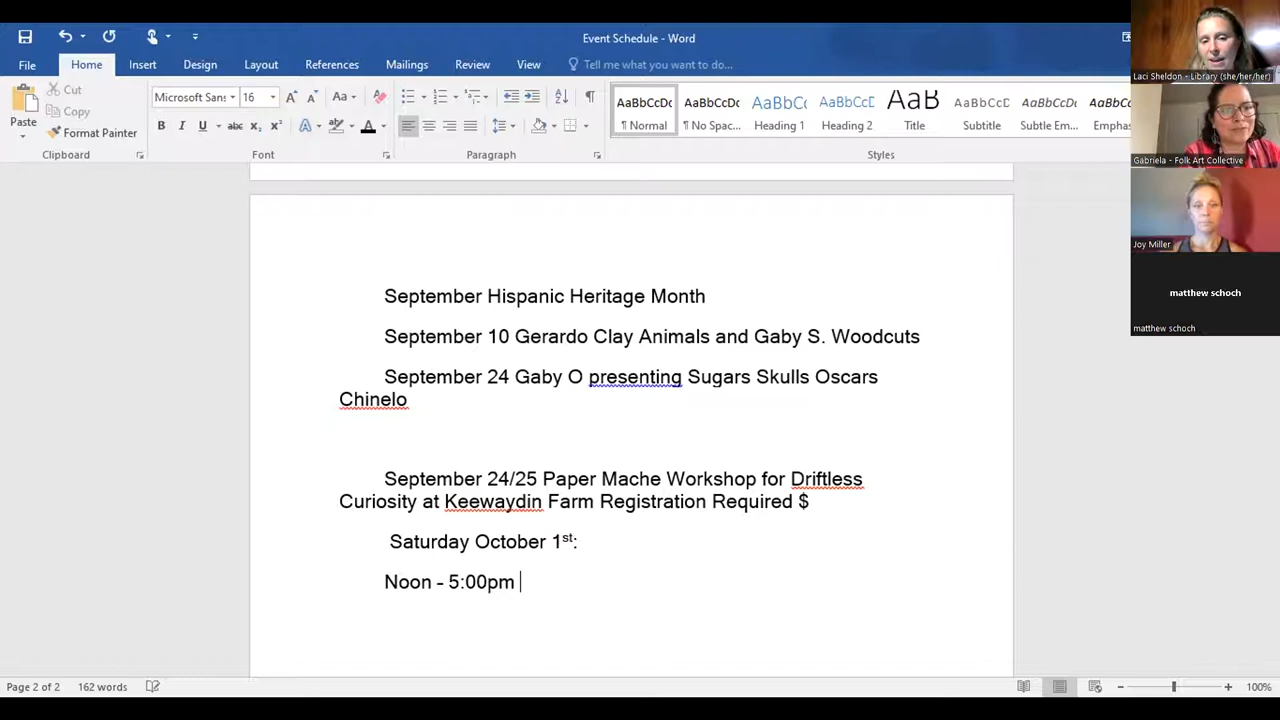 Event Schedule - Word
File Home Insert Design Layout References Mailings Review View Tell me what you want to do...
Paste
Cut
Copy
Format Painter
Clipboard
Microsoft San: 16
Font
Paragraph
AaBbCcDc AaBbCcDc AaBbCc AaBbCcE AaB AaBbCcD AaBbCcDc AaBbCcDc
¶ Normal ¶ No Spac... Heading 1 Heading 2 Title Subtitle Subtle Em... Emphas
Styles
Laci Sheldon - Library (she/her/her)
Gabriela - Folk Art Collective
Joy Miller
matthew schoch
matthew schoch
September Hispanic Heritage Month
September 10 Gerardo Clay Animals and Gaby S. Woodcuts
September 24 Gaby O presenting Sugars Skulls Oscars
Chinelo
September 24/25 Paper Mache Workshop for Driftless
Curiosity at Keewaydin Farm Registration Required $
Saturday October 1st:
Noon - 5:00pm
Page 2 of 2 162 words
100%